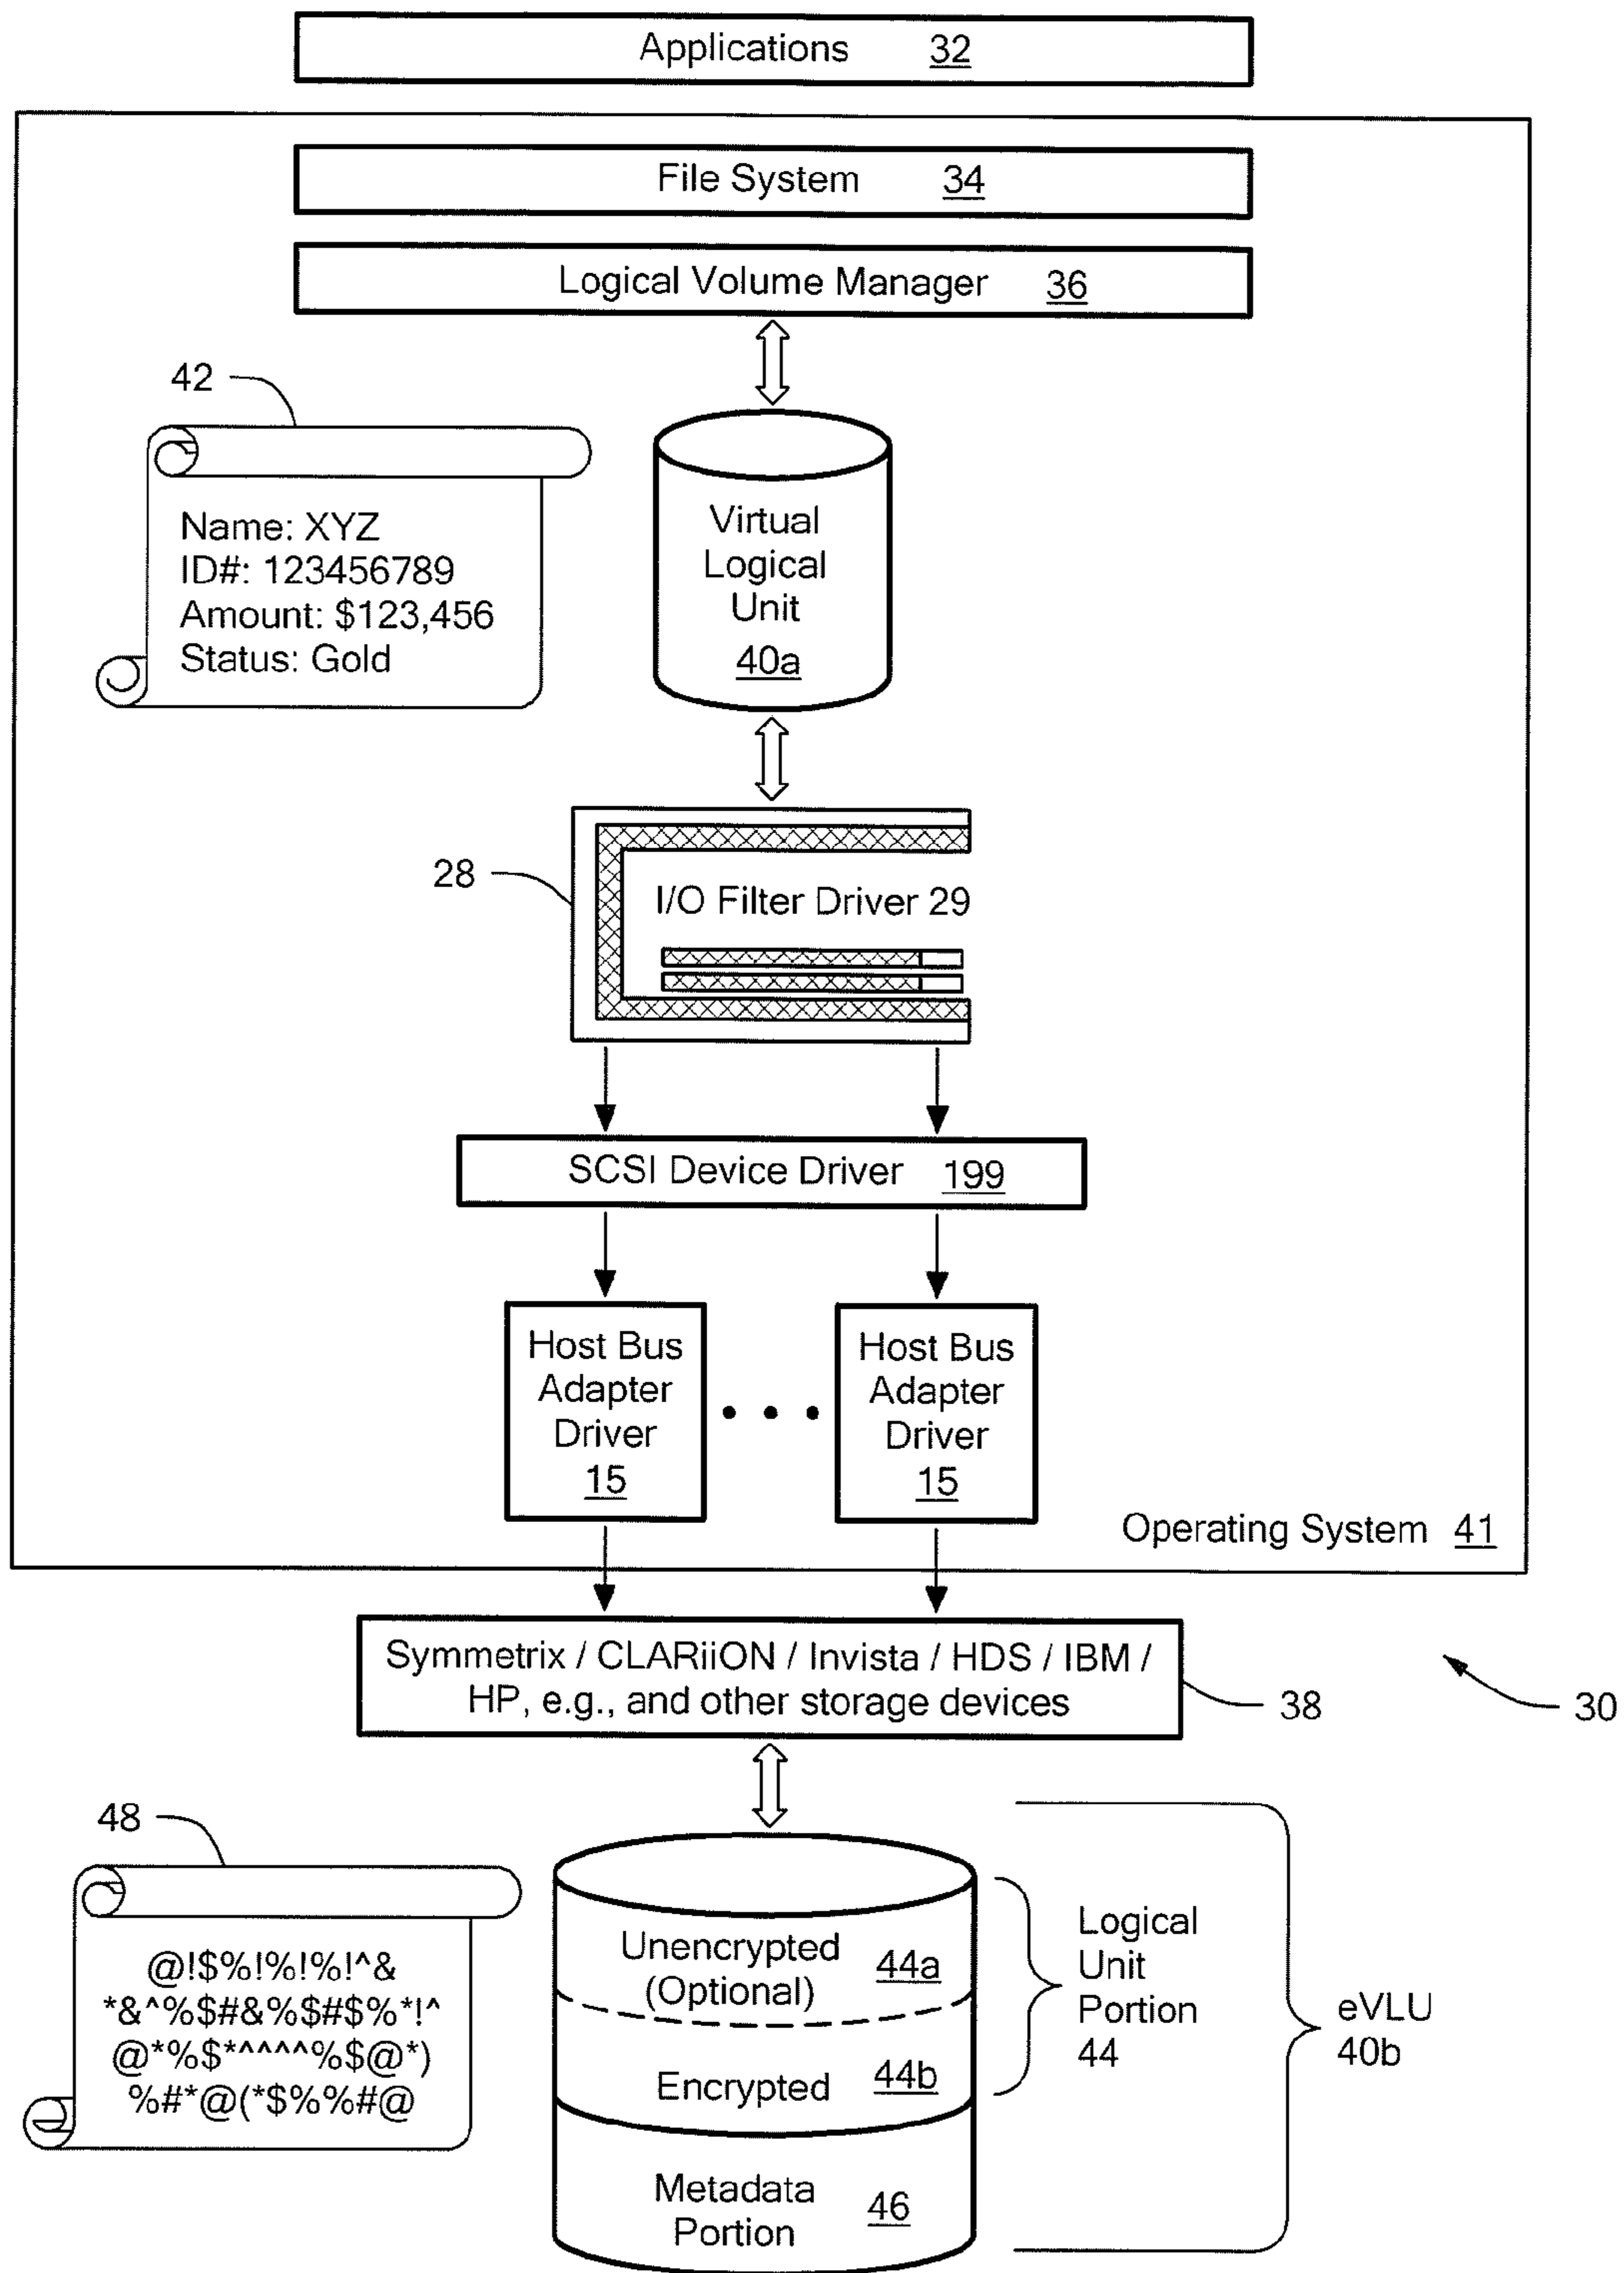 Applications 32
File System 34
Logical Volume Manager 36
42
Name: XYZ
ID#: 123456789
Amount: $123,456
Status: Gold
Virtual
Logical
Unit
40a
28
I/O Filter Driver 29
SCSI Device Driver 199
Host Bus
Adapter
Driver
15
Host Bus
Adapter
Driver
15
Operating System 41
Symmetrix / CLARiiON / Invista / HDS / IBM /
HP, e.g., and other storage devices
38
30
48
@!$%!%!%!^&
*&^%$#&%$#$%*!^
@*%$*^^^^%$@*)
%#*@(*$%%#@
Unencrypted
(Optional)
44a
Encrypted 44b
Metadada
Portion
46
Logical
Unit
Portion
44
eVLU
40b